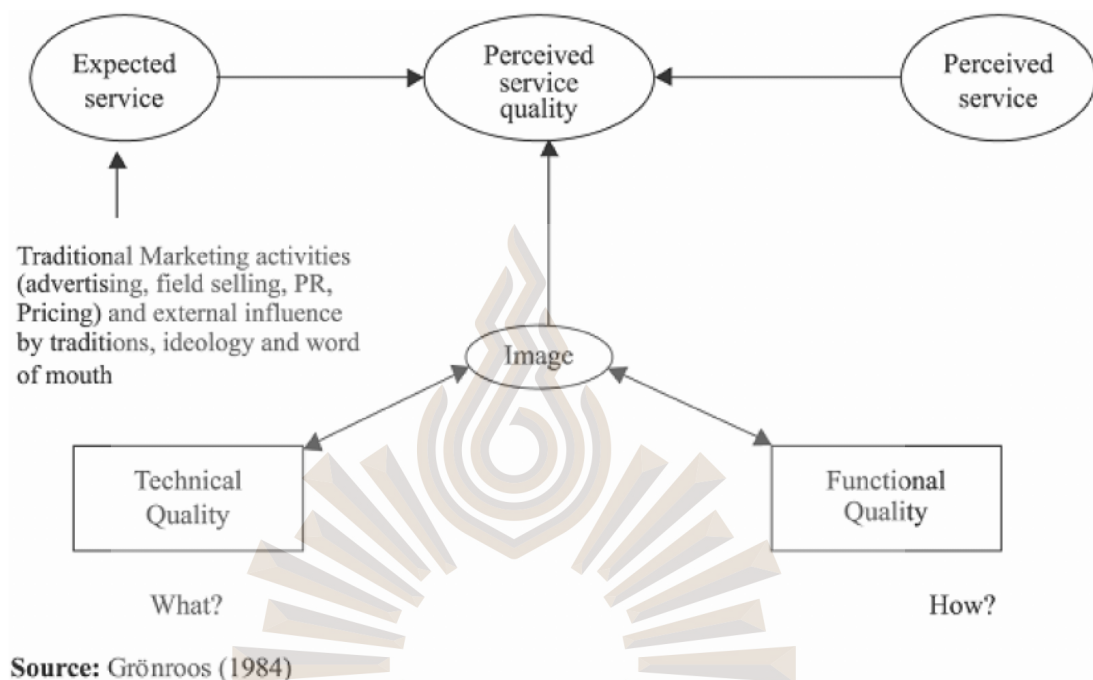 Expected
service
Perceived
service
quality
Perceived
service
Traditional Marketing activities
(advertising, field selling, PR,
Pricing) and external influence
by traditions, ideology and word
of mouth
Image
Technical
Quality
Functional
Quality
What?
How?
Source: Grönroos (1984)